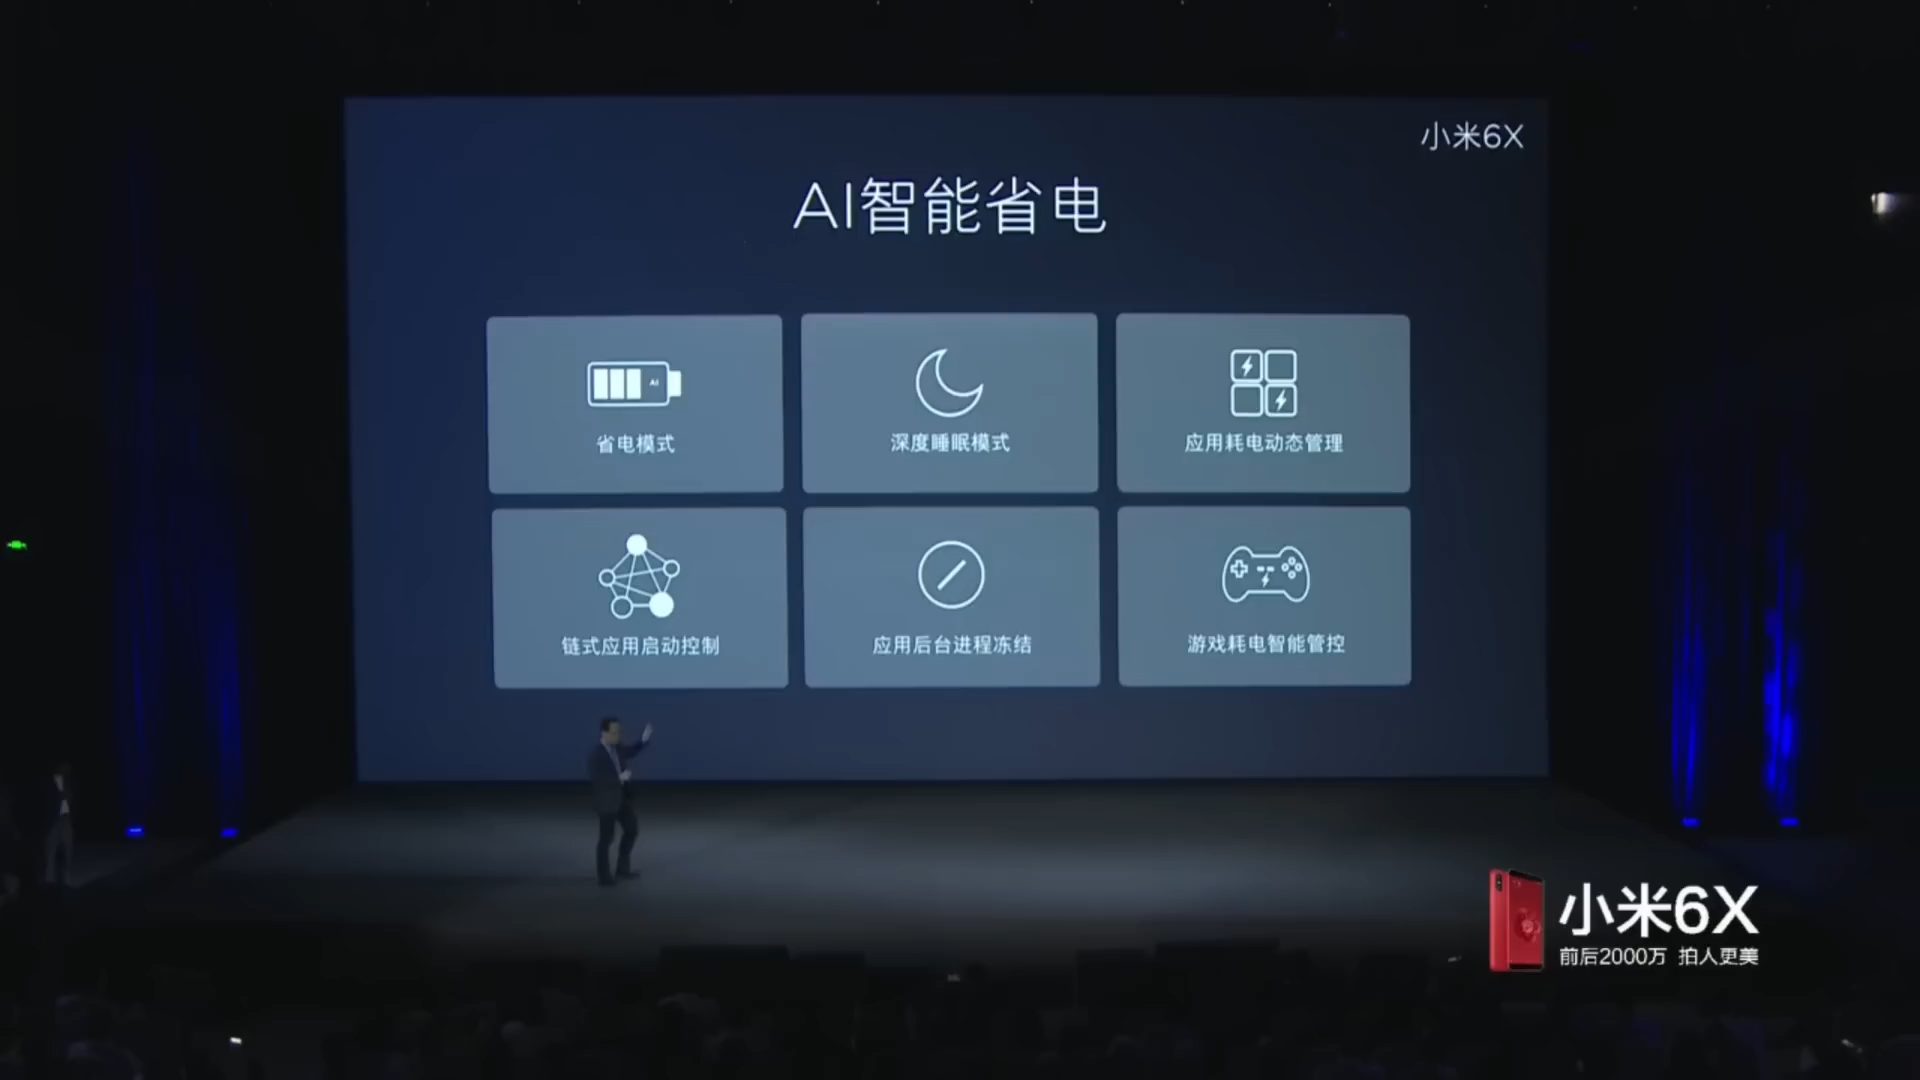 小米6X
AI智能省电
AI
省电模式
深度睡眠模式
应用耗电动态管理
链式应用启动控制
应用后台进程冻结
游戏耗电智能管控
小米6X
前后2000万 拍人更美